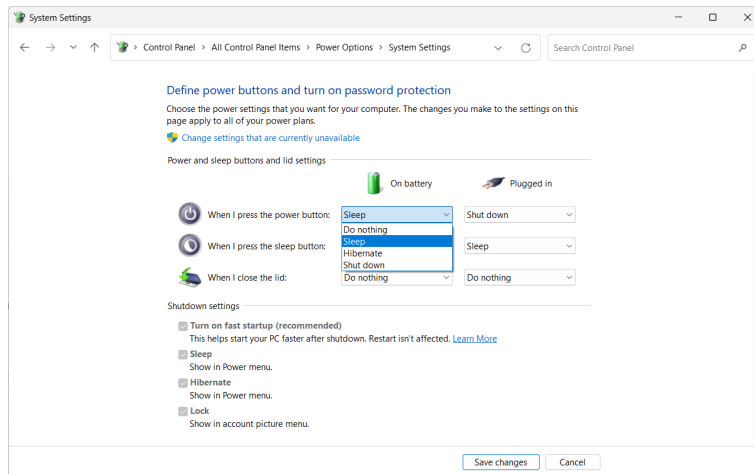 System Settings
Control Panel > All Control Panel Items > Power Options > System Settings
Search Control Panel
Define power buttons and turn on password protection
Choose the power settings that you want for your computer. The changes you make to the settings on this
page apply to all of your power plans.
Change settings that are currently unavailable
Power and sleep buttons and lid settings
On battery Plugged in
When I press the power button: Sleep Shut down
Do nothing
Sleep
Hibernate
Shut down
When I press the sleep button: Sleep
When I close the lid: Do nothing Do nothing
Shutdown settings
Turn on fast startup (recommended)
This helps start your PC faster after shutdown. Restart isn't affected. Learn More
Sleep
Show in Power menu.
Hibernate
Show in Power menu.
Lock
Show in account picture menu.
Save changes Cancel